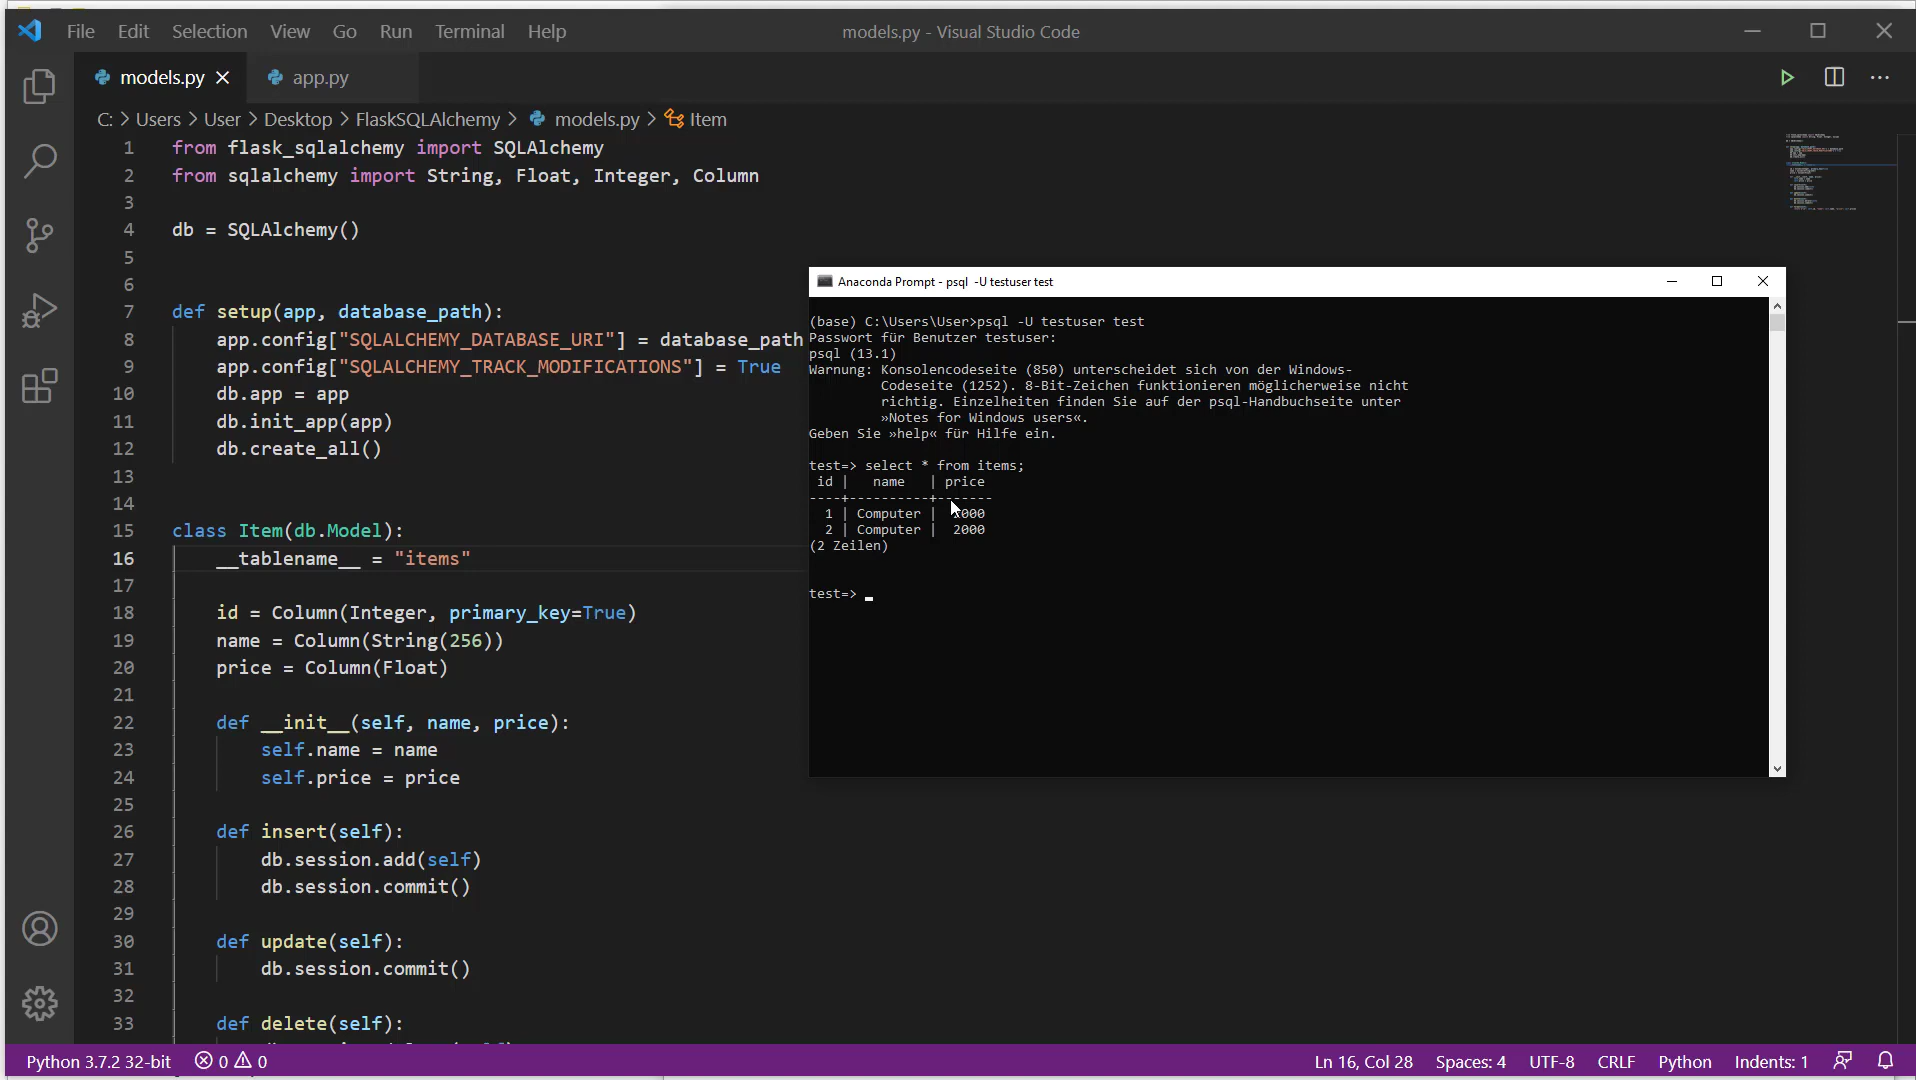 File Edit Selection View Go Run Terminal Help
models.py - Visual Studio Code
models.py
app.py
C: > Users > User > Desktop > FlaskSQLAlchemy > models.py > Item
1 from flask_sqlalchemy import SQLAlchemy
2 from sqlalchemy import String, Float, Integer, Column
3
4 db = SQLAlchemy()
5
6
7 def setup(app, database_path):
8 app.config["SQLALCHEMY_DATABASE_URI"] = database_path
9 app.config["SQLALCHEMY_TRACK_MODIFICATIONS"] = True
10 db.app = app
11 db.init_app(app)
12 db.create_all()
13
14
15 class Item(db.Model):
16 __tablename__ = "items"
17
18 id = Column(Integer, primary_key=True)
19 name = Column(String(256))
20 price = Column(Float)
21
22 def __init__(self, name, price):
23 self.name = name
24 self.price = price
25
26 def insert(self):
27 db.session.add(self)
28 db.session.commit()
29
30 def update(self):
31 db.session.commit()
32
33 def delete(self):
Anaconda Prompt - psql -U testuser test
(base) C:\Users\User>psql -U testuser test
Passwort für Benutzer testuser:
psql (13.1)
Warnung: Konsolencodeseite (850) unterscheidet sich von der Windows-
Codeseite (1252). 8-Bit-Zeichen funktionieren möglicherweise nicht
richtig. Einzelheiten finden Sie auf der psql-Handbuchseite unter
»Notes for Windows users«.
Geben Sie »help« für Hilfe ein.
test=> select * from items;
id | name | price
----+----------+-------
1 | Computer |
2 | Computer | 2000
(2 Zeilen)
test=>
Python 3.7.2 32-bit 0 0
Ln 16, Col 28 Spaces: 4 UTF-8 CRLF Python Indents: 1